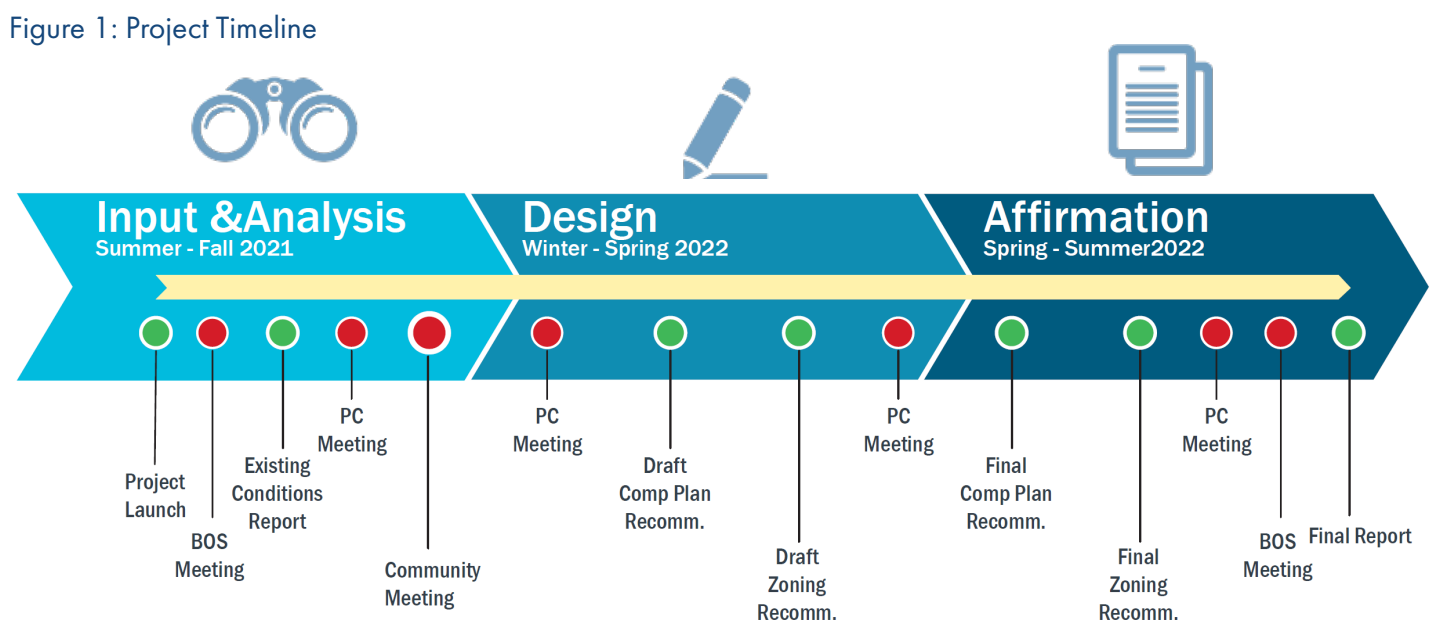 Figure 1: Project Timeline
Input &Analysis
Summer - Fall 2021
Design
Winter - Spring 2022
Affirmation
Spring - Summer2022
Project
Launch
BOS
Meeting
Existing
Conditions
Report
PC
Meeting
Community
Meeting
PC
Meeting
Draft
Comp Plan
Recomm.
Draft
Zoning
Recomm.
PC
Meeting
Final
Comp Plan
Recomm.
Final
Zoning
Recomm.
PC
Meeting
BOS
Meeting
Final Report